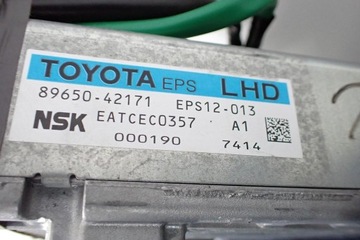 TOYOTA EPS LHD
89650-42171 EPS12-013
NSK EATCEC0357 A1
000190 7414